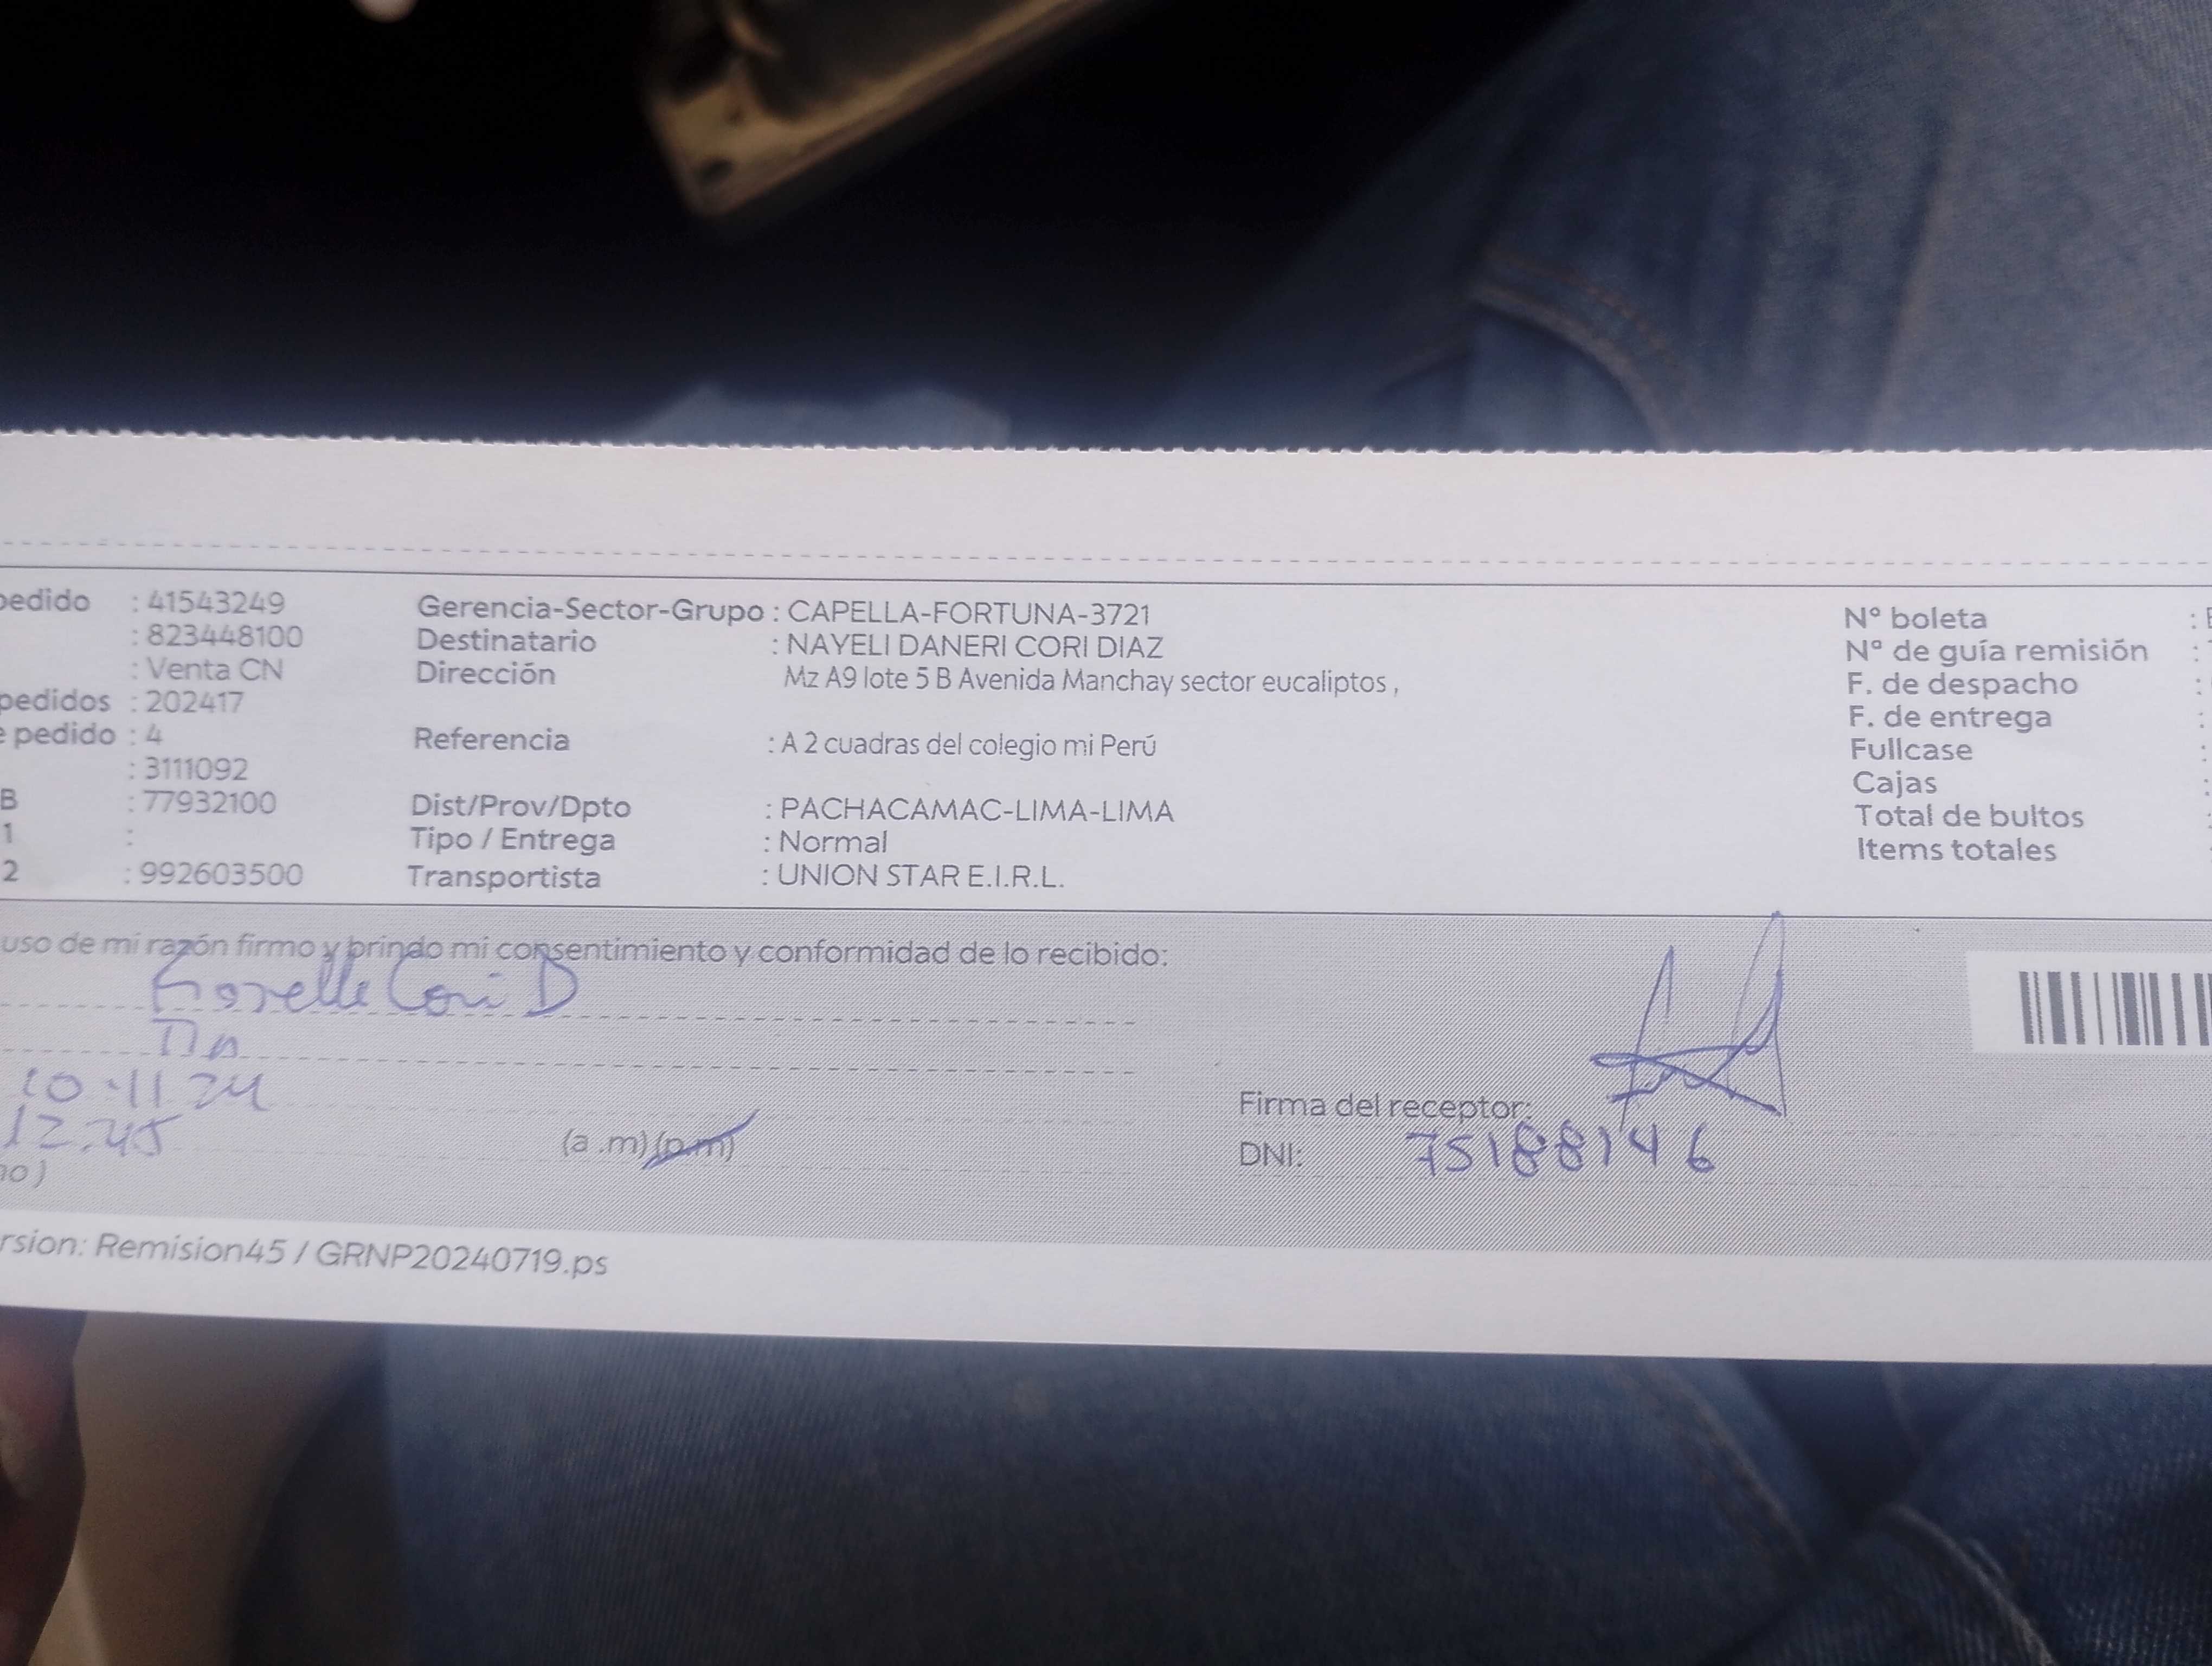 pedido : 41543249 Gerencia-Sector-Grupo : CAPELLA-FORTUNA-3721 Nº boleta :
: 823448100 Destinatario : NAYELI DANERI CORI DIAZ Nº de guía remisión :
: Venta CN Dirección Mz A9 lote 5 B Avenida Manchay sector eucaliptos , F. de despacho :
pedidos : 202417 F. de entrega :
e pedido : 4 Referencia : A 2 cuadras del colegio mi Perú Fullcase :
: 3111092 Cajas :
B : 77932100 Dist/Prov/Dpto : PACHACAMAC-LIMA-LIMA Total de bultos :
1 : Tipo / Entrega : Normal Items totales
2 : 992603500 Transportista : UNION STAR E.I.R.L.
uso de mi razón firmo y brindo mi consentimiento y conformidad de lo recibido:
Cori D
10-11 24
12.45 (a .m) (p.m)
Firma del receptor:
DNI: 75188146
no)
rsion: Remision45 / GRNP20240719.ps